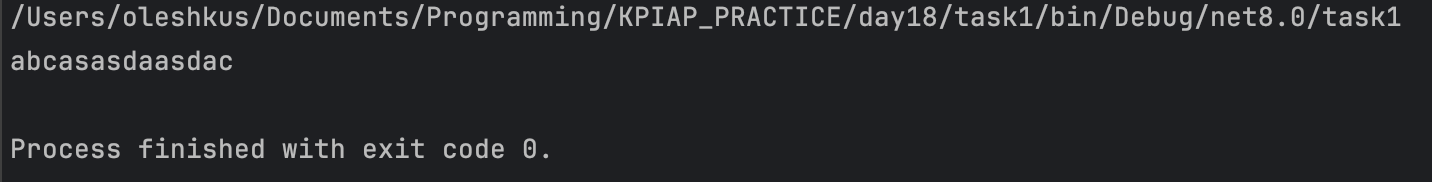 /Users/oleshkus/Documents/Programming/KPIAP_PRACTICE/day18/task1/bin/Debug/net8.0/task1
abcasasdaasdac
Process finished with exit code 0.